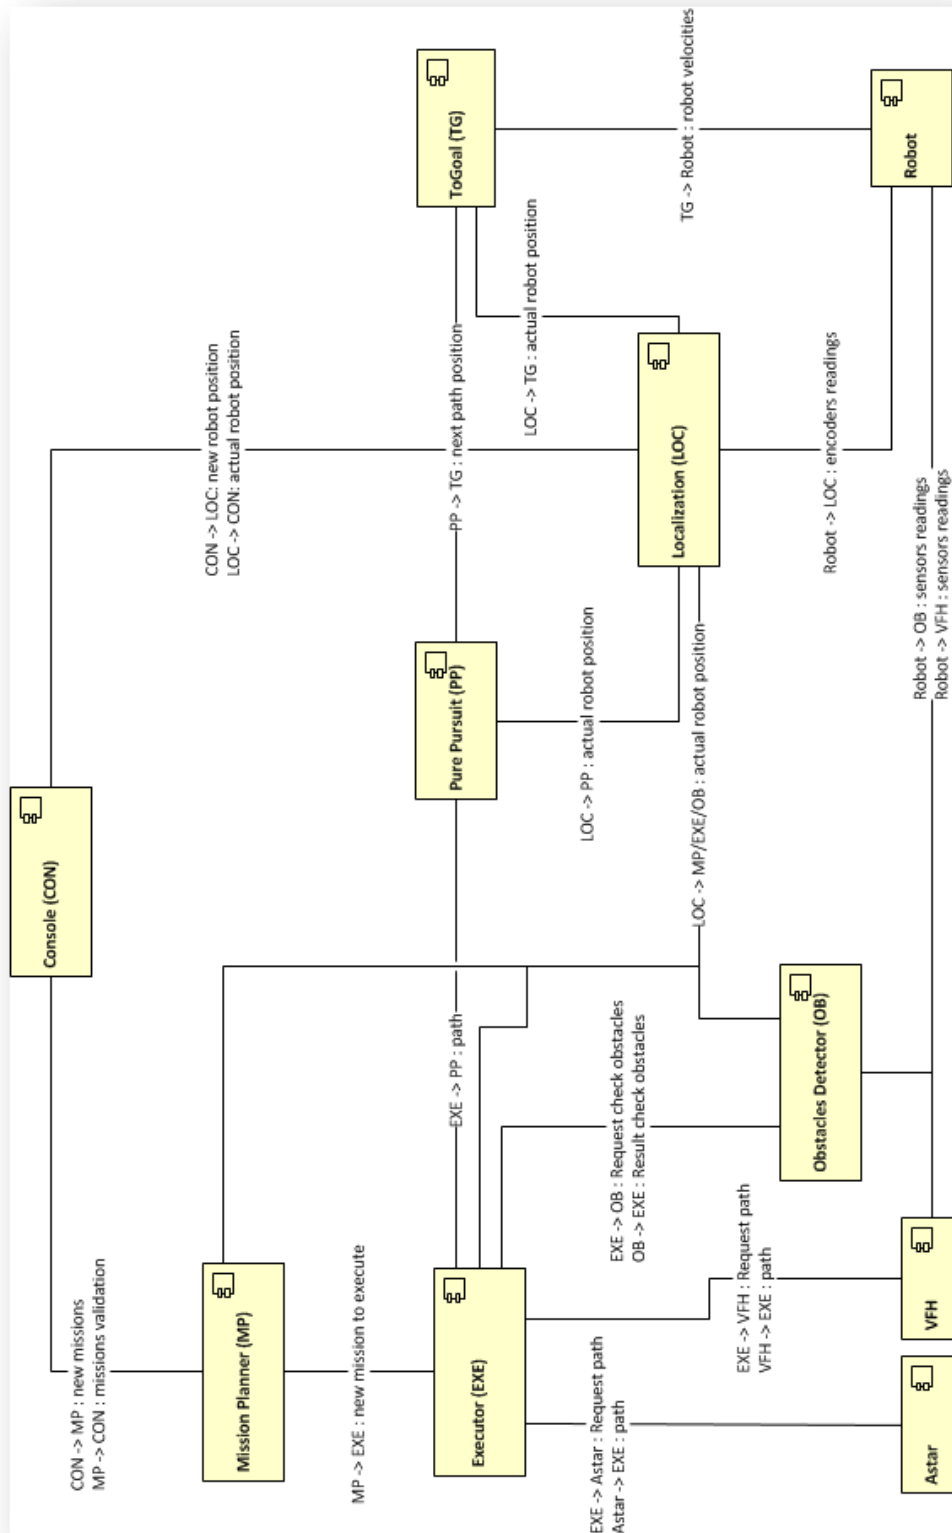 Console (CON)
CON -> MP : new missions
MP -> CON : missions validation
CON -> LOC: new robot position
LOC -> CON: actual robot position
Mission Planner (MP)
MP -> EXE : new mission to execute
Executor (EXE)
EXE -> PP : path
Pure Pursuit (PP)
PP -> TG : next path position
ToGoal (TG)
LOC -> TG : actual robot position
LOC -> PP : actual robot position
EXE -> OB : Request check obstacles
OB -> EXE : Result check obstacles
LOC -> MP/EXE/OB : actual robot position
Localization (LOC)
TG -> Robot : robot velocities
EXE -> Astar : Request path
Astar -> EXE : path
EXE -> VFH : Request path
VFH -> EXE : path
Obstacles Detector (OB)
Robot -> LOC : encoders readings
Astar
VFH
Robot -> OB : sensors readings
Robot -> VFH : sensors readings
Robot